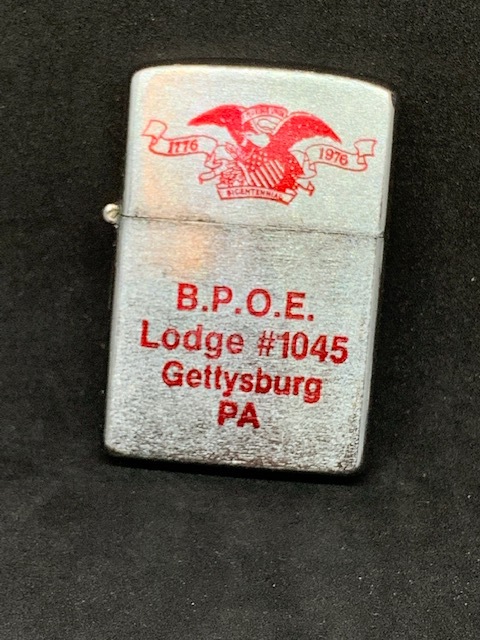 1776
1976
BICENTENNIAL
B.P.O.E.
Lodge #1045
Gettysburg
PA